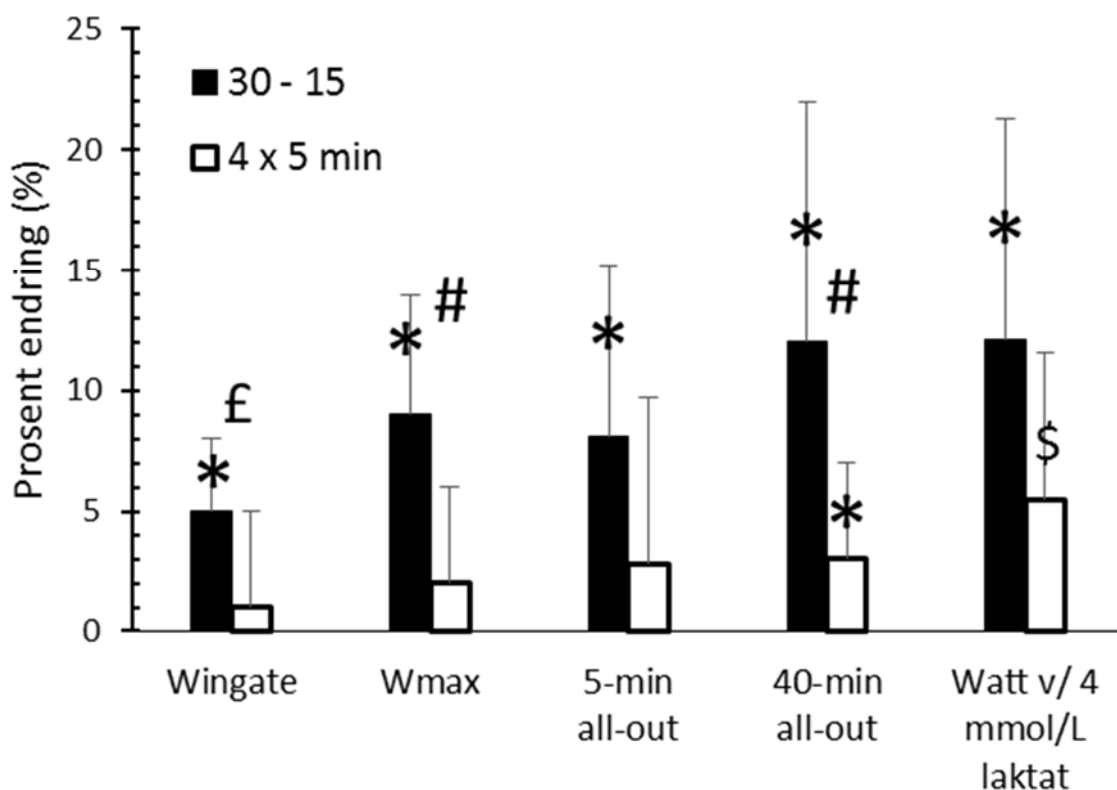 Prosent endring (%)
25
20
15
10
5
0
30 - 15
4 x 5 min
* £
* #
*
* # *
* $
Wingate
Wmax
5-min
all-out
40-min
all-out
Watt v/ 4
mmol/L
laktat